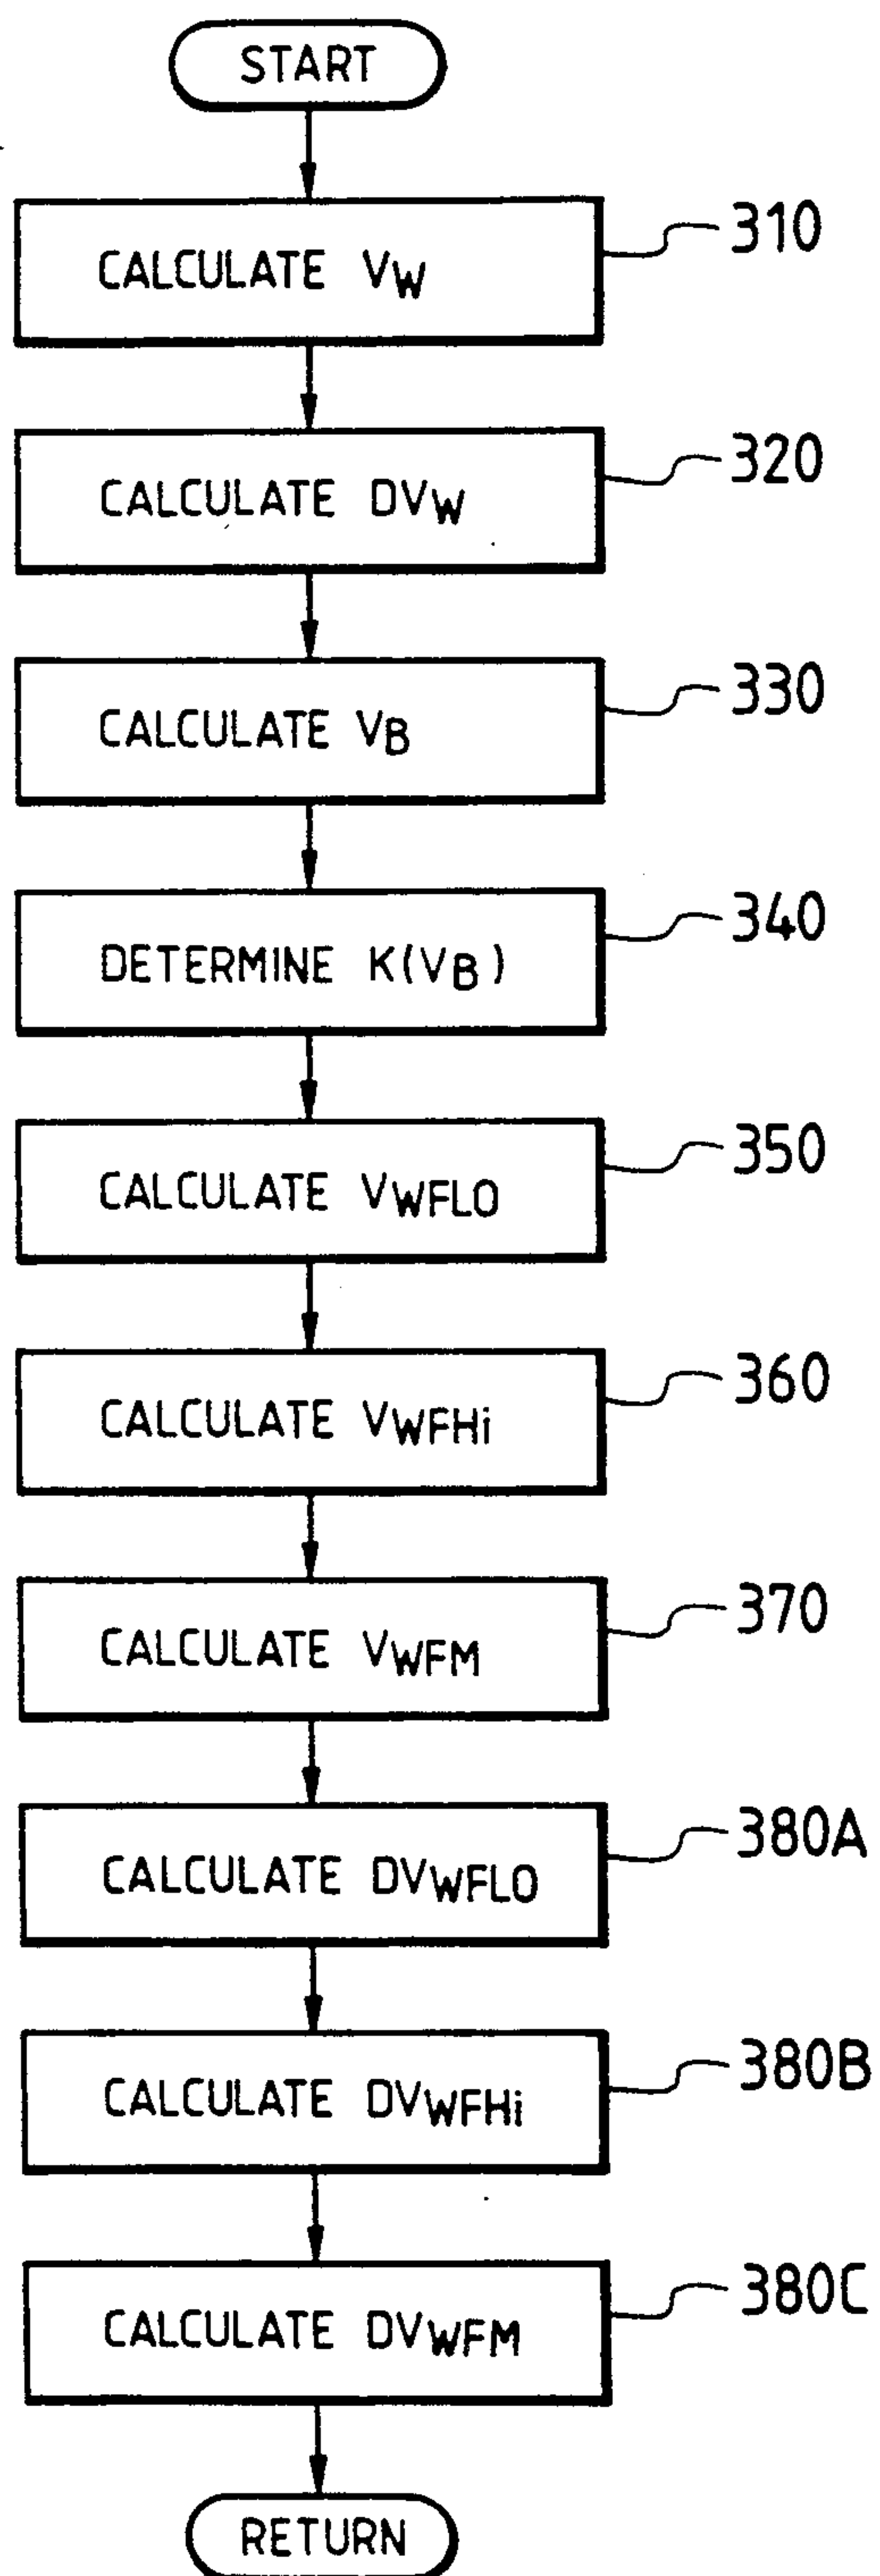 START
CALCULATE VW
310
CALCULATE DVW
320
CALCULATE VB
330
DETERMINE K(VB)
340
CALCULATE VWFLO
350
CALCULATE VWFHi
360
CALCULATE VWFM
370
CALCULATE DVWFLO
380A
CALCULATE DVWFHi
380B
CALCULATE DVWFM
380C
RETURN